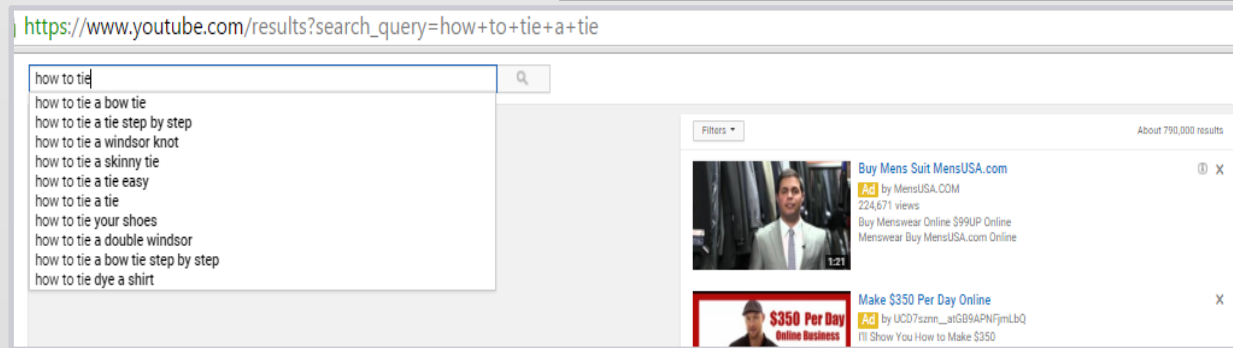 https://www.youtube.com/results?search_query=how+to+tie+a+tie
how to tie
how to tie a bow tie
how to tie a tie step by step
how to tie a windsor knot
how to tie a skinny tie
how to tie a tie easy
how to tie a tie
how to tie your shoes
how to tie a double windsor
how to tie a bow tie step by step
how to tie dye a shirt
Filters
About 790,000 results
Buy Mens Suit MensUSA.com
Ad by MensUSA.COM
224,671 views
Buy Menswear Online $99UP Online
Menswear Buy MensUSA.com Online
1:21
Make $350 Per Day Online
Ad by UCD7sznn__atGB9APNFjmLbQ
I'll Show You How to Make $350
$350 Per Day
Online Business